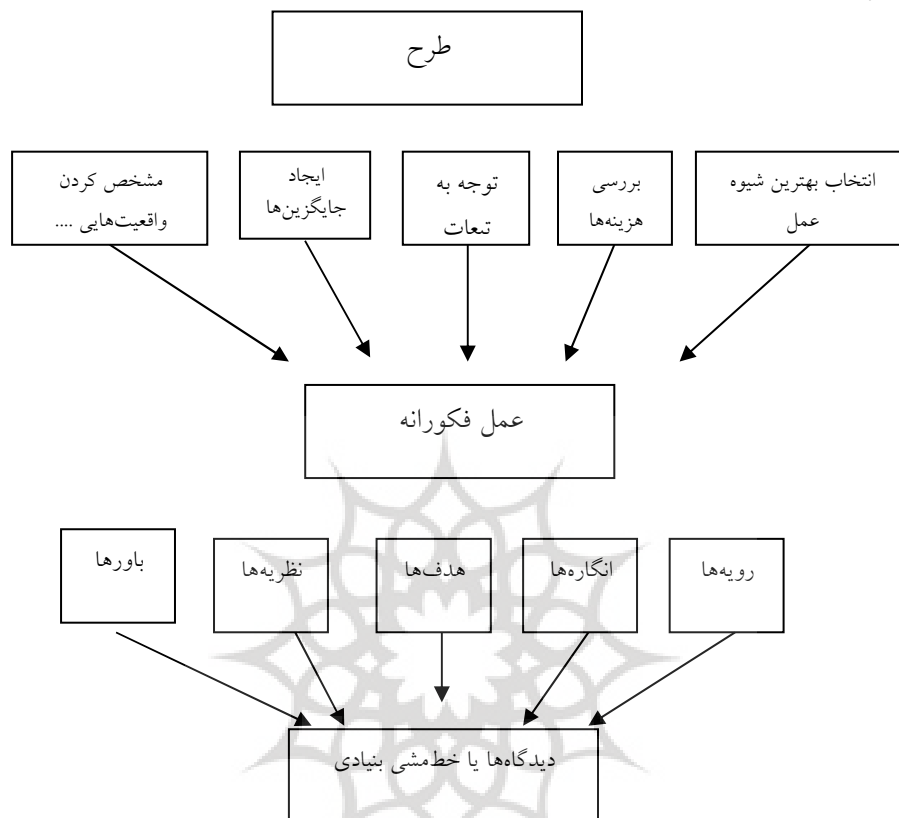 طرح
انتخاب بهترین شیوه
عمل
بررسی
هزینه‌ها
توجه به
تبعات
ایجاد
جایگزین‌ها
مشخص کردن
واقعیت‌هایی ....
عمل فکورانه
رویه‌ها
انگاره‌ها
هدف‌ها
نظریه‌ها
باورها
دیدگاه‌ها یا خط‌مشی بنیادی